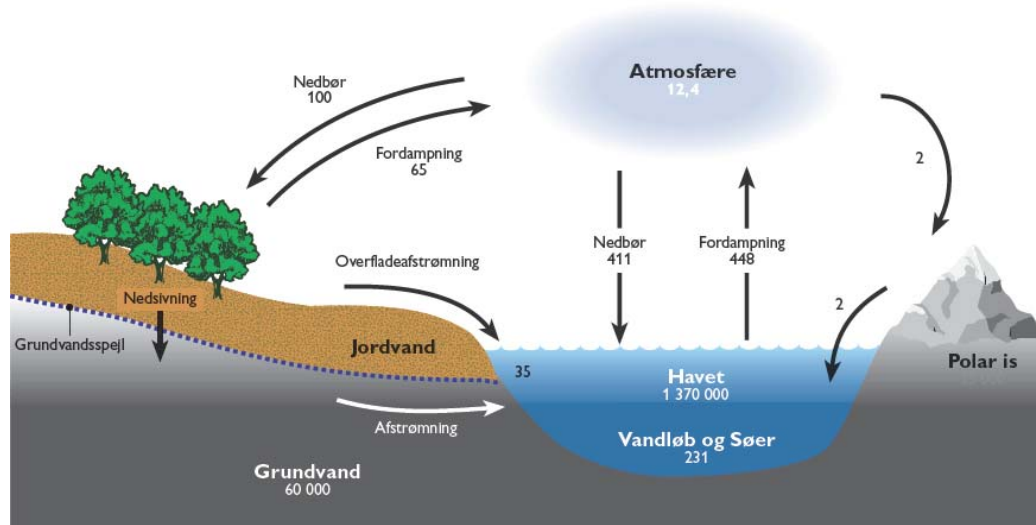 Atmosfære
12,4
Nedbør
100
Fordampning
65
2
Nedbør
411
Fordampning
448
Overfladeafstrømning
2
Nedsivning
Grundvandsspejl
Jordvand
Polar is
35
Havet
1 370 000
Afstrømning
Vandløb og Søer
231
Grundvand
60 000